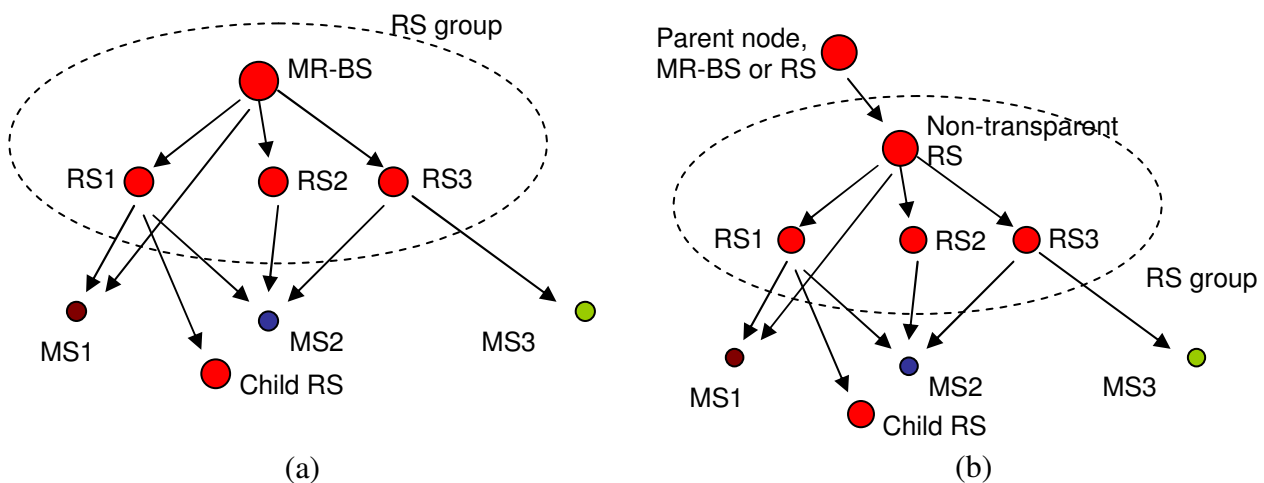 RS group
MR-BS
RS1
RS2
RS3
MS1
MS2
MS3
Child RS
(a)
Parent node,
MR-BS or RS
Non-transparent
RS
RS1
RS2
RS3
RS group
MS1
MS2
MS3
Child RS
(b)